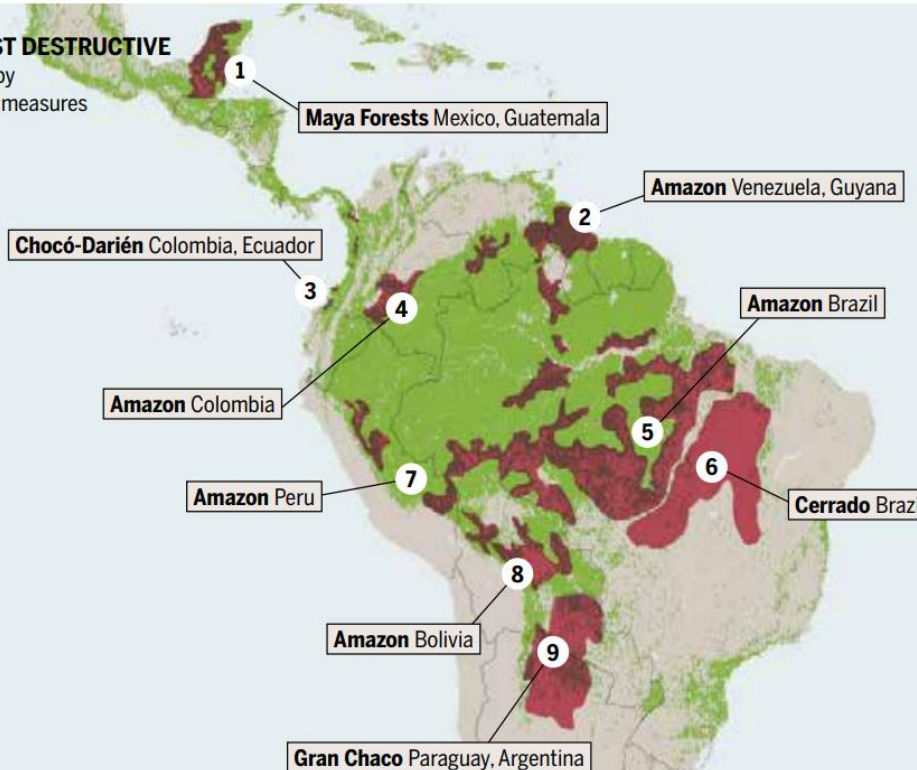 ST DESTRUCTIVE
by
measures
1
Maya Forests Mexico, Guatemala
Amazon Venezuela, Guyana
2
Chocó-Darién Colombia, Ecuador
3
4
Amazon Brazil
Amazon Colombia
5
6
7
Amazon Peru
Cerrado Braz
8
Amazon Bolivia
9
Gran Chaco Paraguay, Argentina